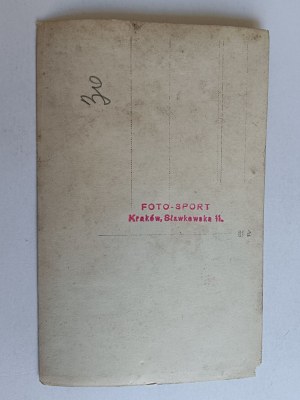 310
FOTO-SPORT
Kraków, Sławkowska 11.